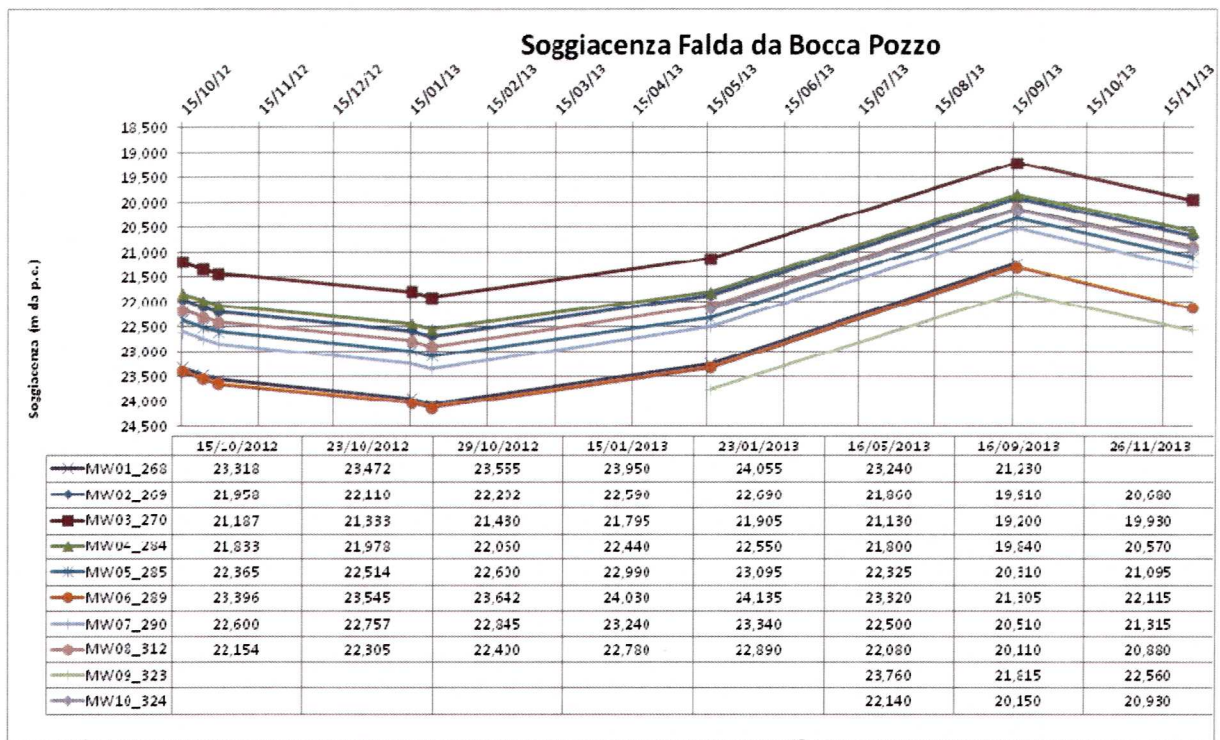 Soggiacenza Falda da Bocca Pozzo
15/10/12 15/11/12 15/12/12 15/01/13 15/02/13 15/03/13 15/04/13 15/05/13 15/06/13 15/07/13 15/08/13 15/09/13 15/10/13 15/11/13
Soggiacenza (m da p.c.)
18,500
19,000
19,500
20,000
20,500
21,000
21,500
22,000
22,500
23,000
23,500
24,000
24,500
15/10/2012 23/10/2012 29/10/2012 15/01/2013 23/01/2013 16/05/2013 16/09/2013 26/11/2013
MW01_268 23,318 23,472 23,555 23,950 24,055 23,240 21,230
MW02_269 21,958 22,110 22,202 22,590 22,690 21,860 19,910 20,680
MW03_270 21,187 21,333 21,430 21,795 21,905 21,130 19,200 19,930
MW04_284 21,833 21,978 22,060 22,440 22,550 21,800 19,840 20,570
MW05_285 22,365 22,514 22,600 22,990 23,095 22,325 20,310 21,095
MW06_289 23,396 23,545 23,642 24,030 24,135 23,320 21,305 22,115
MW07_290 22,600 22,757 22,845 23,240 23,340 22,500 20,510 21,315
MW08_312 22,154 22,305 22,400 22,780 22,890 22,080 20,110 20,880
MW09_323 23,760 21,815 22,560
MW10_324 22,140 20,150 20,930